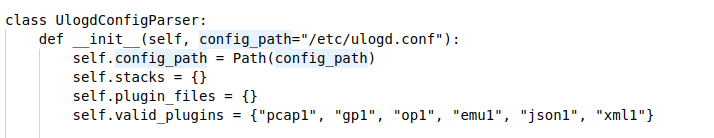 class UlogdConfigParser:
    def __init__(self, config_path="/etc/ulogd.conf"):
        self.config_path = Path(config_path)
        self.stacks = {}
        self.plugin_files = {}
        self.valid_plugins = {"pcap1", "gp1", "op1", "emu1", "json1", "xml1"}